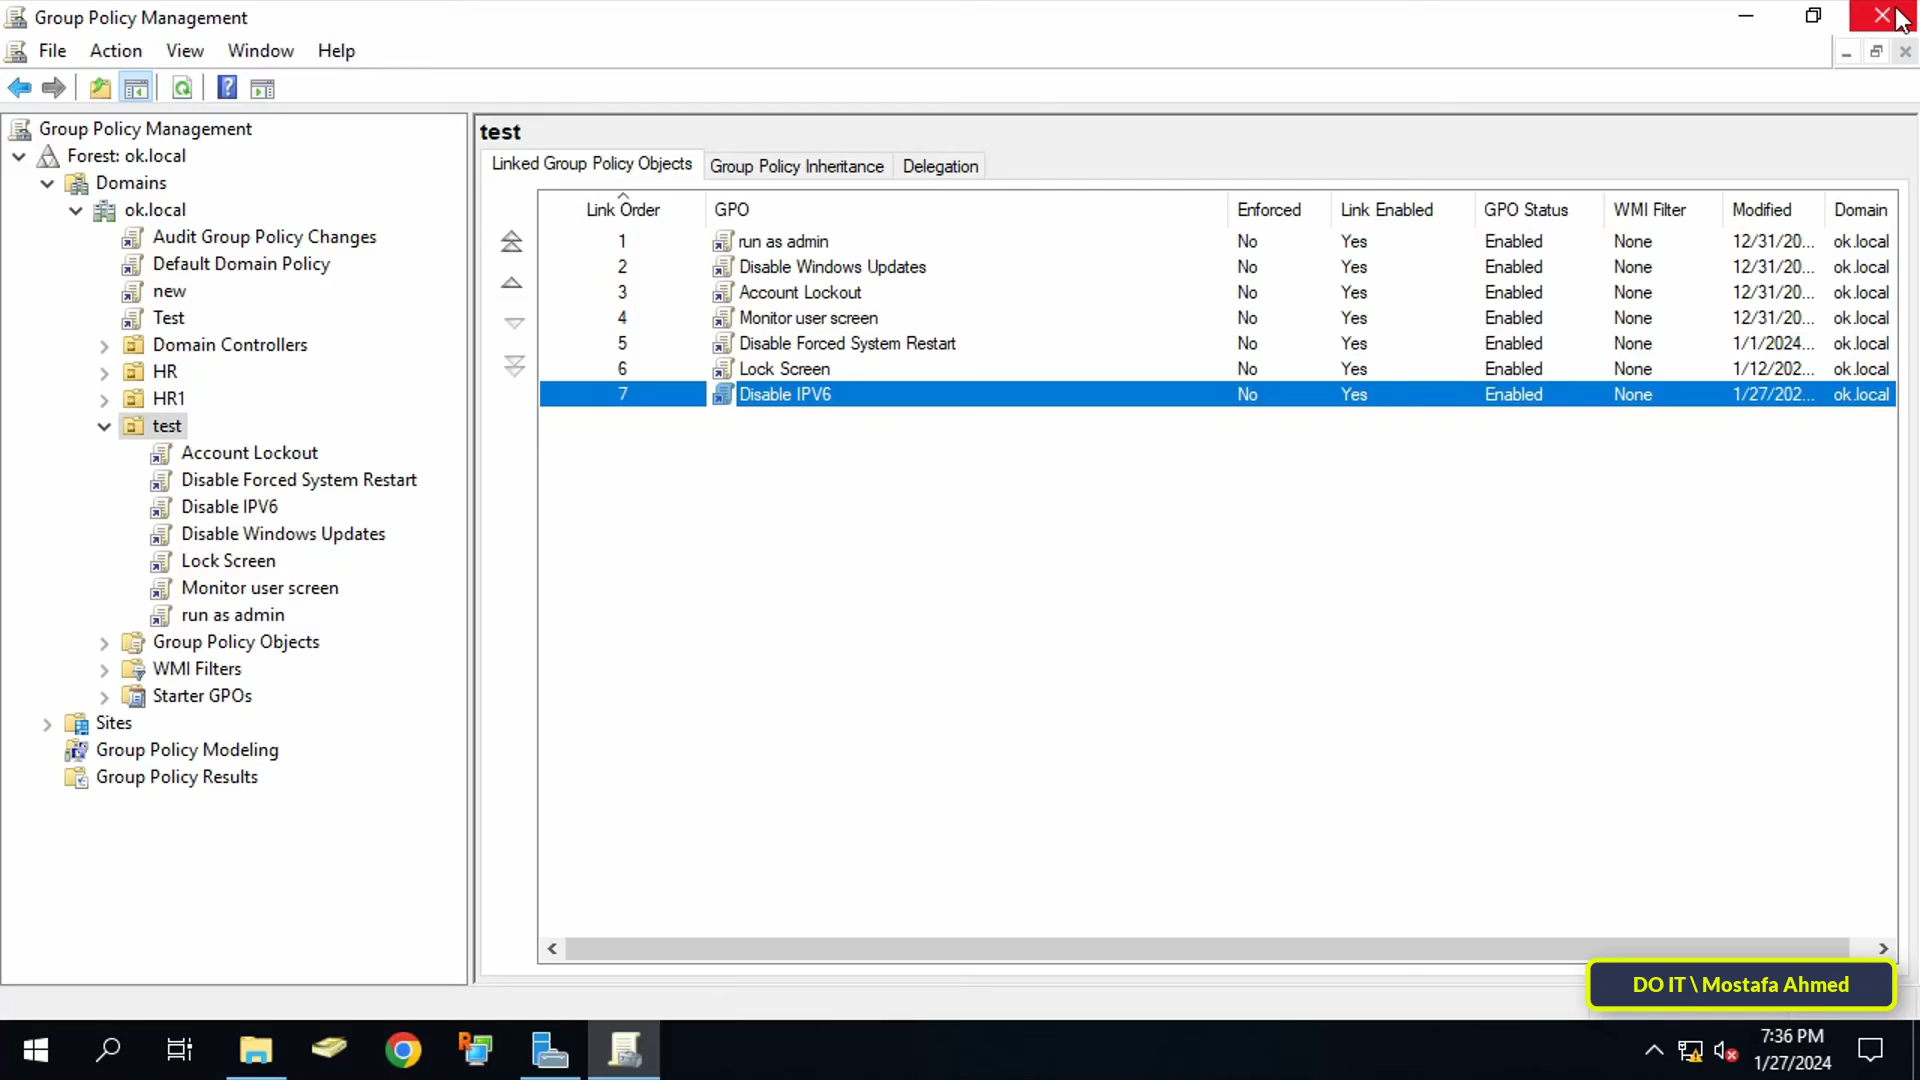 Group Policy Management
File Action View Window Help
Group Policy Management
Forest: ok.local
Domains
ok.local
Audit Group Policy Changes
Default Domain Policy
new
Test
Domain Controllers
HR
HR1
test
Account Lockout
Disable Forced System Restart
Disable IPV6
Disable Windows Updates
Lock Screen
Monitor user screen
run as admin
Group Policy Objects
WMI Filters
Starter GPOs
Sites
Group Policy Modeling
Group Policy Results
test
Linked Group Policy Objects Group Policy Inheritance Delegation
Link Order GPO Enforced Link Enabled GPO Status WMI Filter Modified Domain
1 run as admin No Yes Enabled None 12/31/20... ok.local
2 Disable Windows Updates No Yes Enabled None 12/31/20... ok.local
3 Account Lockout No Yes Enabled None 12/31/20... ok.local
4 Monitor user screen No Yes Enabled None 12/31/20... ok.local
5 Disable Forced System Restart No Yes Enabled None 1/1/2024... ok.local
6 Lock Screen No Yes Enabled None 1/12/202... ok.local
7 Disable IPV6 No Yes Enabled None 1/27/202... ok.local
DO IT \ Mostafa Ahmed
7:36 PM
1/27/2024